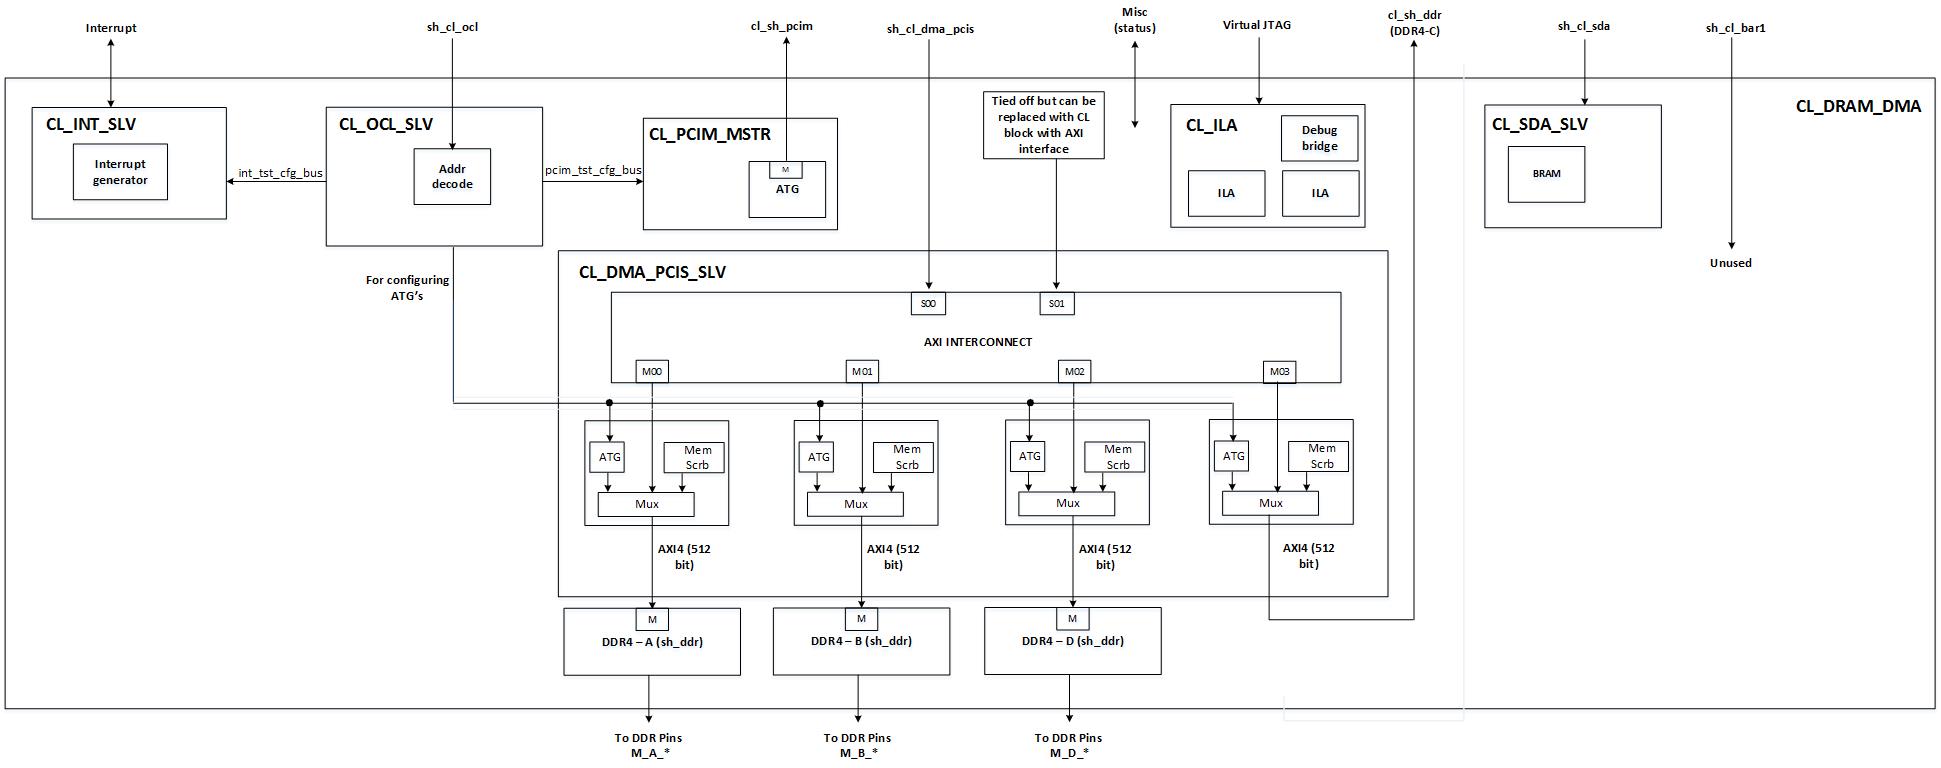 Interrupt
sh_cl_ocl
cl_sh_pcim
sh_cl_dma_pcis
Misc
(status)
Virtual JTAG
cl_sh_ddr
(DDR4-C)
sh_cl_sda
sh_cl_bar1
CL_DRAM_DMA
CL_INT_SLV
Interrupt
generator
int_tst_cfg_bus
CL_OCL_SLV
Addr
decode
pcim_tst_cfg_bus
CL_PCIM_MSTR
M
ATG
Tied off but can be
replaced with CL
block with AXI
interface
CL_ILA
Debug
bridge
ILA
ILA
CL_SDA_SLV
BRAM
Unused
For configuring
ATG's
CL_DMA_PCIS_SLV
S00
S01
AXI INTERCONNECT
M00
M01
M02
M03
ATG
Mem
Scrb
Mux
ATG
Mem
Scrb
Mux
ATG
Mem
Scrb
Mux
ATG
Mem
Scrb
Mux
AXI4 (512
bit)
AXI4 (512
bit)
AXI4 (512
bit)
AXI4 (512
bit)
M
DDR4 – A (sh_ddr)
M
DDR4 – B (sh_ddr)
M
DDR4 – D (sh_ddr)
To DDR Pins
M_A_*
To DDR Pins
M_B_*
To DDR Pins
M_D_*